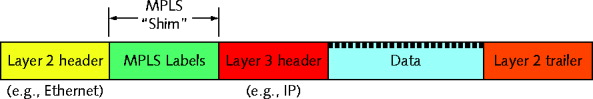 MPLS
“Shim”
Layer 2 header MPLS Labels Layer 3 header Data Layer 2 trailer
(e.g., Ethernet) (e.g., IP)